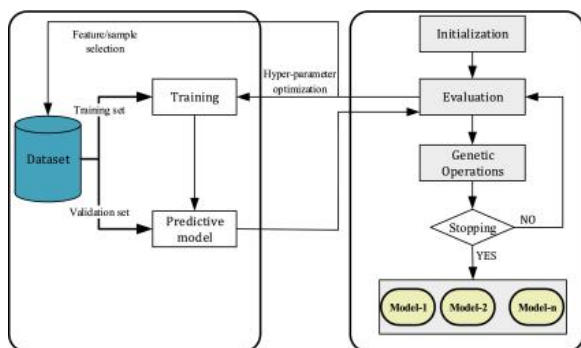 Feature/sample
selection
Initialization
Hyper-parameter
optimization
Training
Evaluation
Training set
Dataset
Genetic
Operations
Validation set
Predictive
model
Stopping
NO
YES
Model-1
Model-2
Model-n